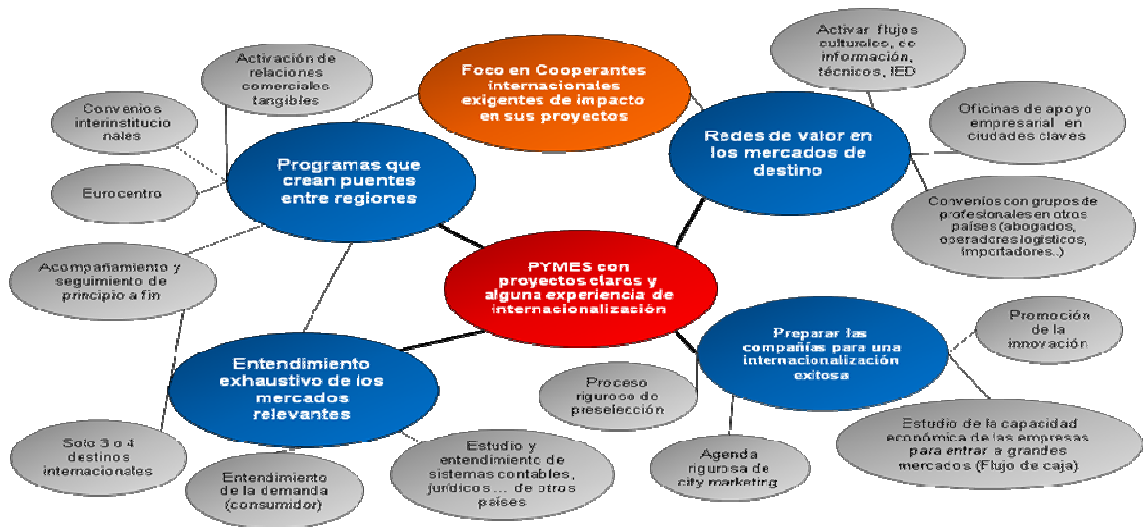 Activación de
relaciones
comerciales
tangibles
Foco en Cooperantes
internacionales
exigentes de impacto
en sus proyectos
Activar flujos
culturales, de
información,
técnicos, IED
Convenios
interinstitucio
nales
Oficinas de apoyo
empresarial en
ciudades claves
Redes de valor en
los mercados de
destino
Programas que
crean puentes
entre regiones
Eurocentro
Convenios con grupos de
profesionales en otros
países (abogados,
operadores logísticos,
importadores..)
Acompañamiento y
seguimiento de
principio a fin
PYMES con
proyectos claros y
alguna experiencia de
internacionalización
Promoción
de la
innovación
Preparar las
compañías para una
internacionalización
exitosa
Entendimiento
exhaustivo de los
mercados
relevantes
Proceso
riguroso de
preselección
Solo 3 o 4
destinos
internacionales
Estudio de la capacidad
económica de las empresas
para entrar a grandes
mercados (Flujo de caja)
Estudio y
entendimiento de
sistemas contables,
jurídicos ... de otros
países
Agenda
rigurosa de
city marketing
Entendimiento
de la demanda
(consumidor)